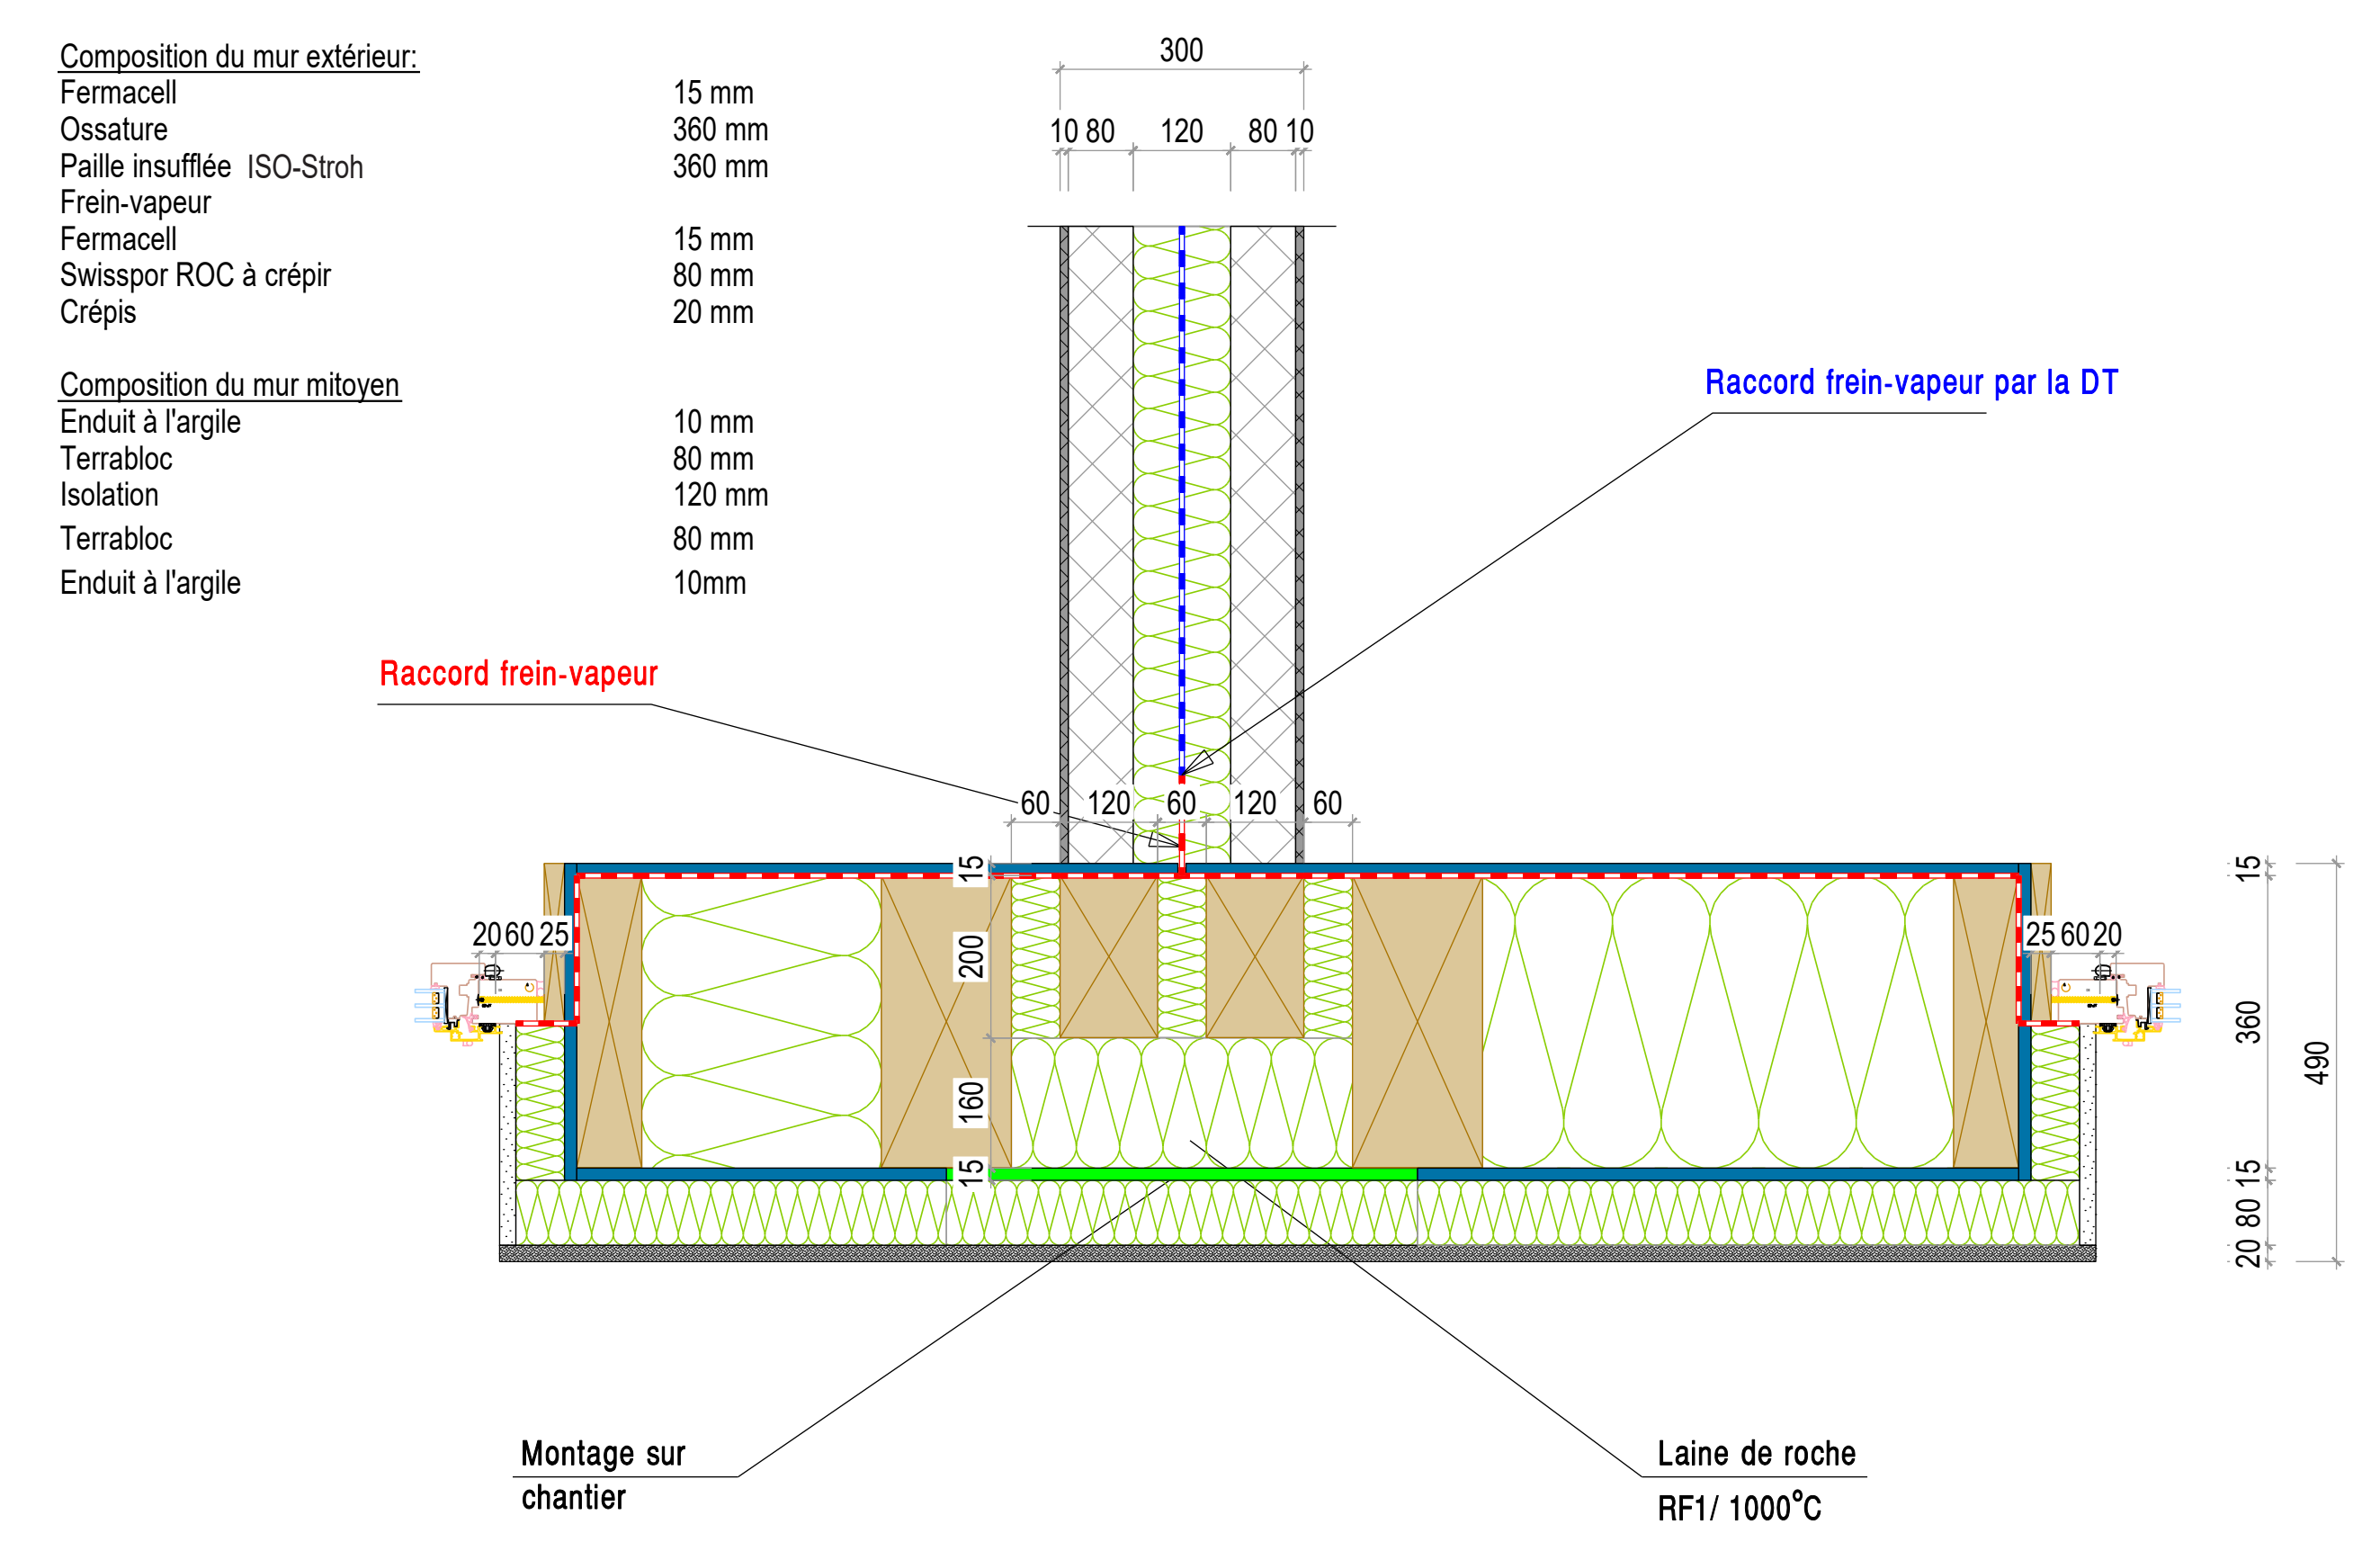 Composition du mur extérieur:
Fermacell 15 mm
Ossature 360 mm
Paille insufflée ISO-Stroh 360 mm
Frein-vapeur
Fermacell 15 mm
Swisspor ROC à crépir 80 mm
Crépis 20 mm
Composition du mur mitoyen
Enduit à l'argile 10 mm
Terrabloc 80 mm
Isolation 120 mm
Terrabloc 80 mm
Enduit à l'argile 10mm
300
10 80 120 80 10
Raccord frein-vapeur par la DT
Raccord frein-vapeur
60 120 60 120 60
15
200
160
15
20 60 25
25 60 20
15
360
15
80
20
490
Montage sur
chantier
Laine de roche
RF1/ 1000°C